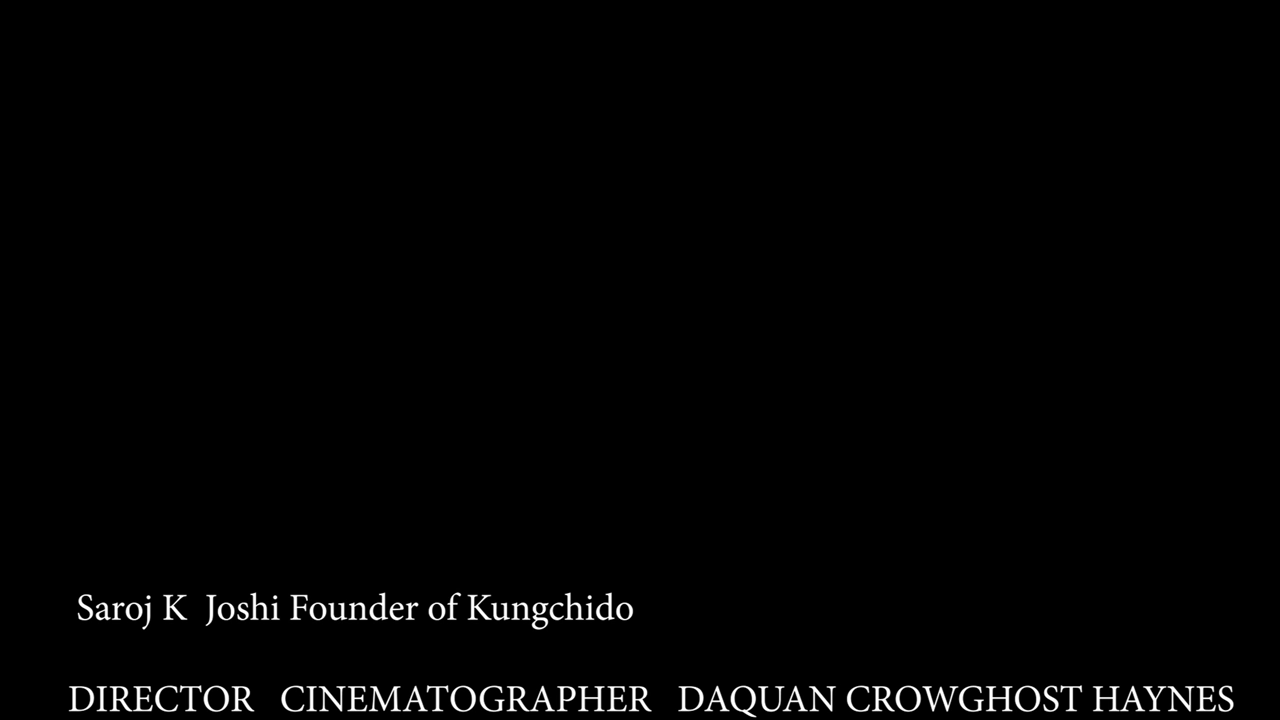 Saroj K  Joshi Founder of Kungchido
DIRECTOR   CINEMATOGRAPHER   DAQUAN CROWGHOST HAYNES